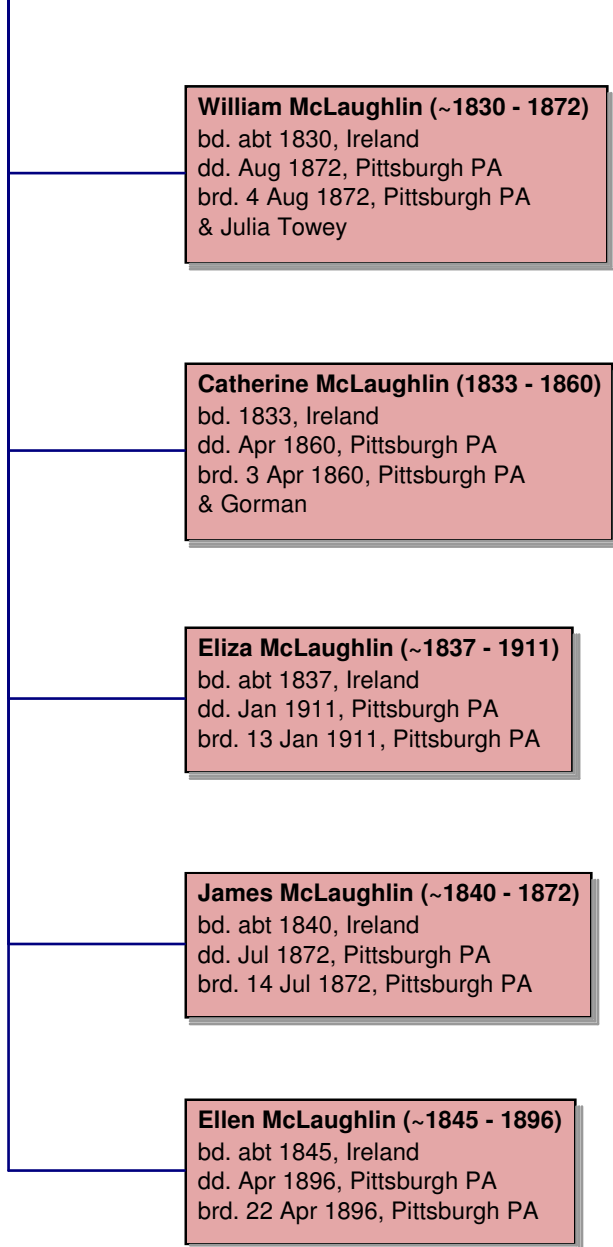 William McLaughlin (~1830 - 1872)
bd. abt 1830, Ireland
dd. Aug 1872, Pittsburgh PA
brd. 4 Aug 1872, Pittsburgh PA
& Julia Towey
Catherine McLaughlin (1833 - 1860)
bd. 1833, Ireland
dd. Apr 1860, Pittsburgh PA
brd. 3 Apr 1860, Pittsburgh PA
& Gorman
Eliza McLaughlin (~1837 - 1911)
bd. abt 1837, Ireland
dd. Jan 1911, Pittsburgh PA
brd. 13 Jan 1911, Pittsburgh PA
James McLaughlin (~1840 - 1872)
bd. abt 1840, Ireland
dd. Jul 1872, Pittsburgh PA
brd. 14 Jul 1872, Pittsburgh PA
Ellen McLaughlin (~1845 - 1896)
bd. abt 1845, Ireland
dd. Apr 1896, Pittsburgh PA
brd. 22 Apr 1896, Pittsburgh PA